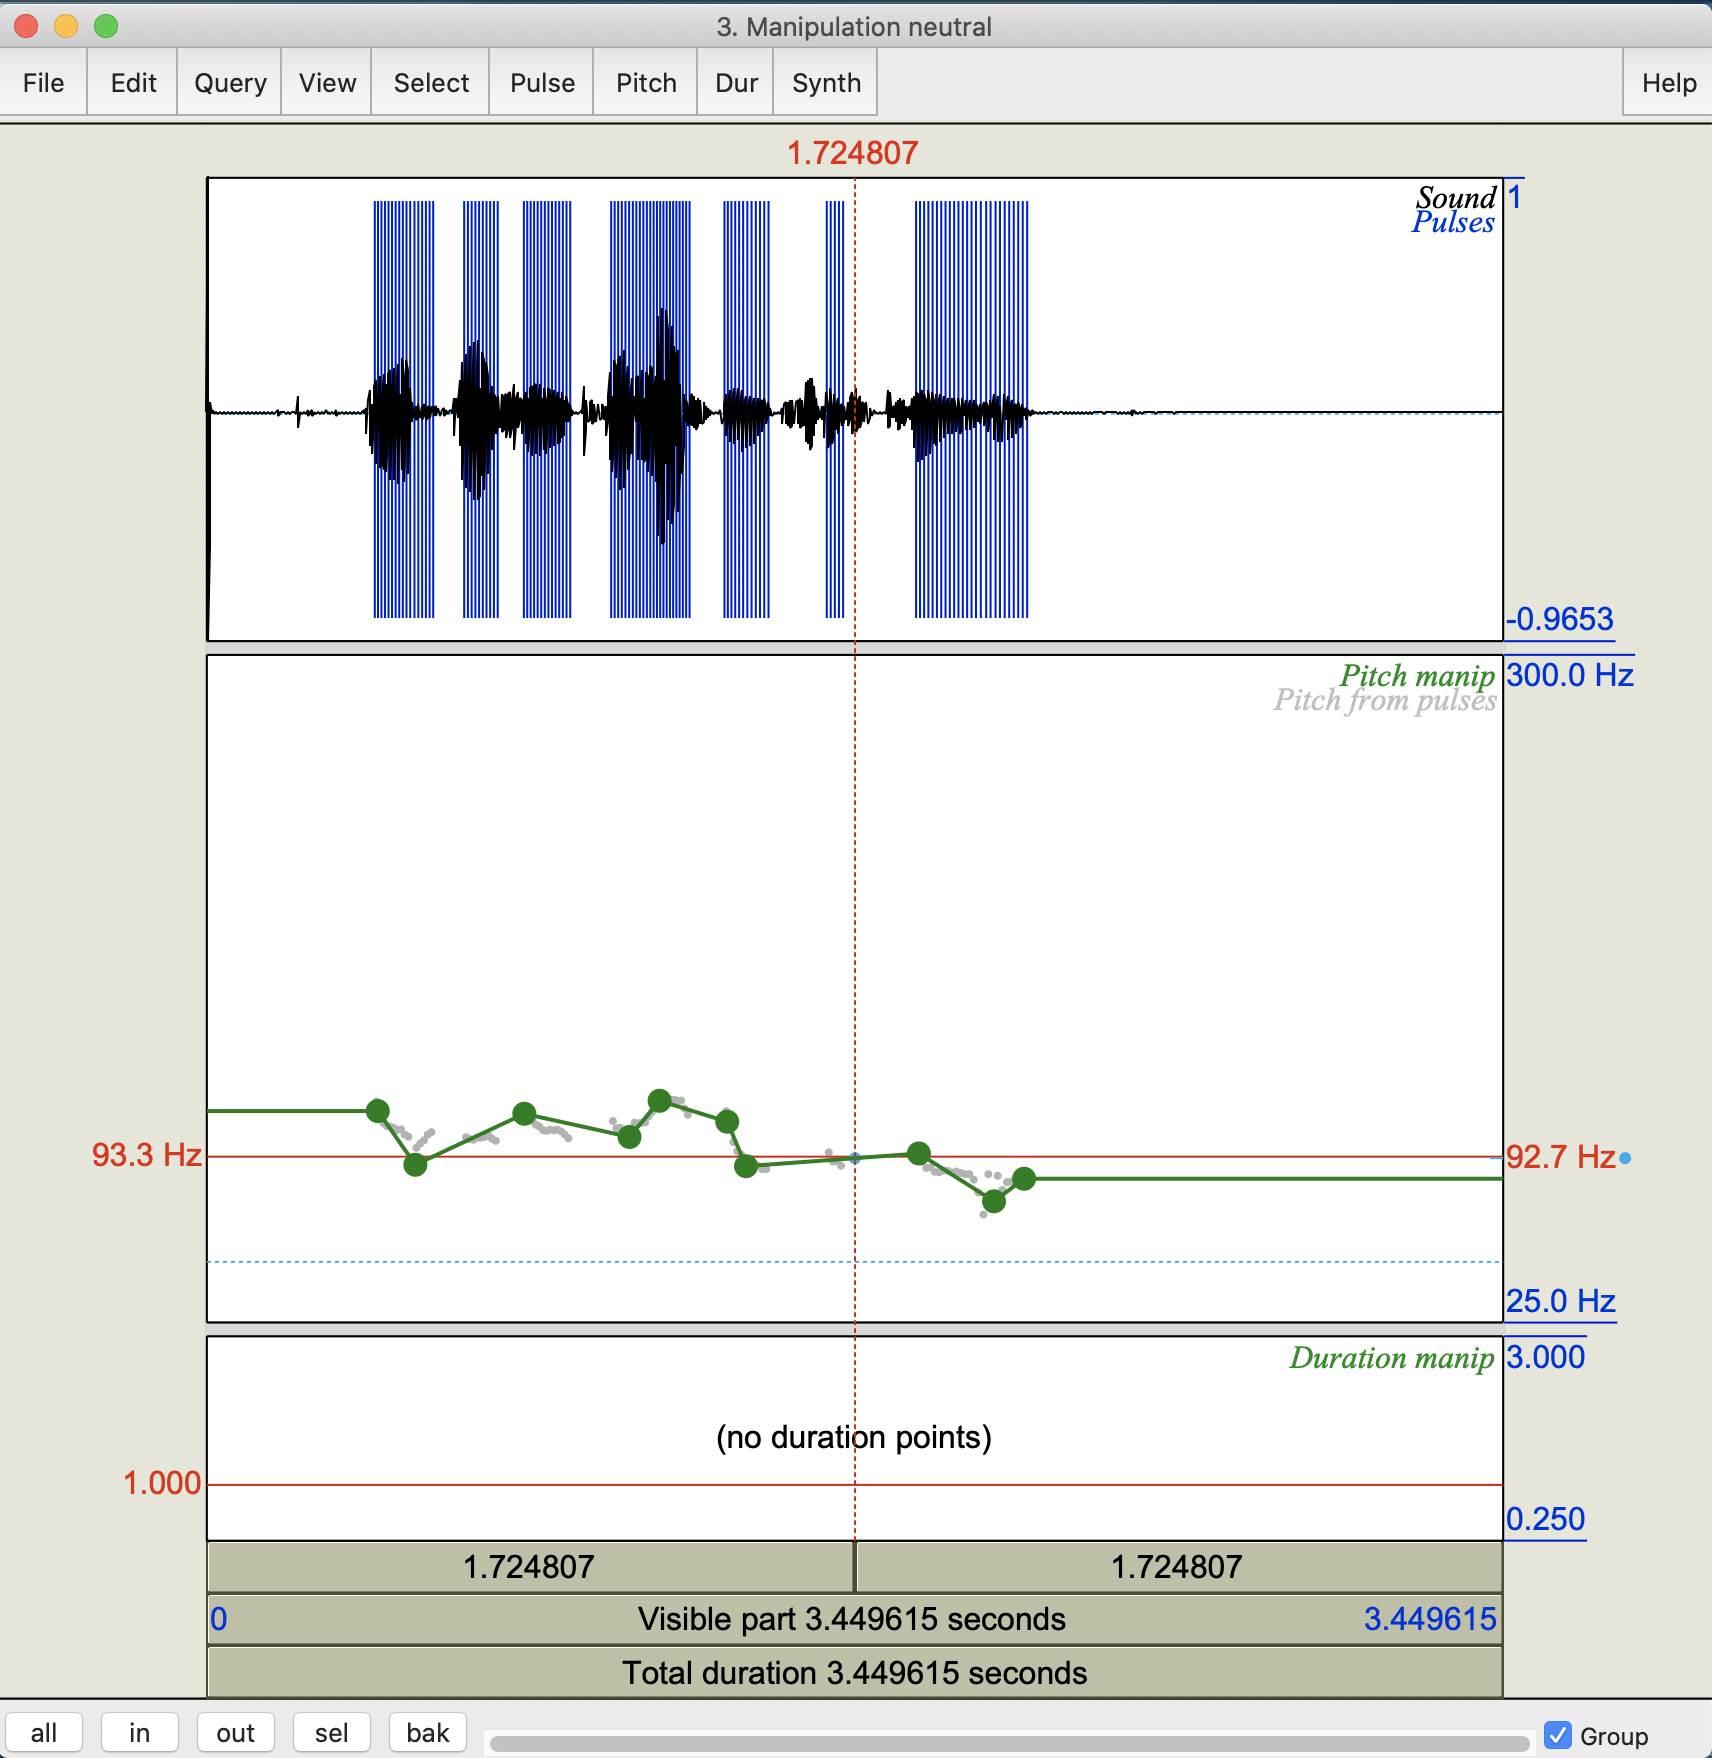 3. Manipulation neutral
File Edit Query View Select Pulse Pitch Dur Synth Help
1.724807
Sound
Pulses
1
-0.9653
Pitch manip
Pitch from pulses
300.0 Hz
93.3 Hz
92.7 Hz
25.0 Hz
Duration manip
3.000
(no duration points)
1.000
0.250
1.724807 1.724807
0 Visible part 3.449615 seconds 3.449615
Total duration 3.449615 seconds
all in out sel bak Group